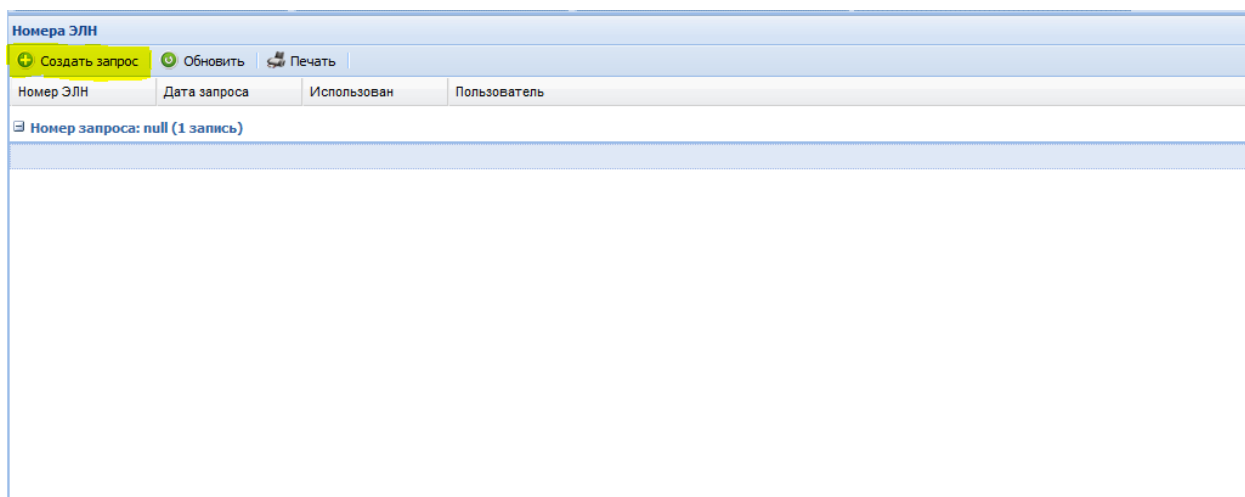 Номера ЭЛН
Создать запрос Обновить Печать
Номер ЭЛН Дата запроса Использован Пользователь
Номер запроса: null (1 запись)